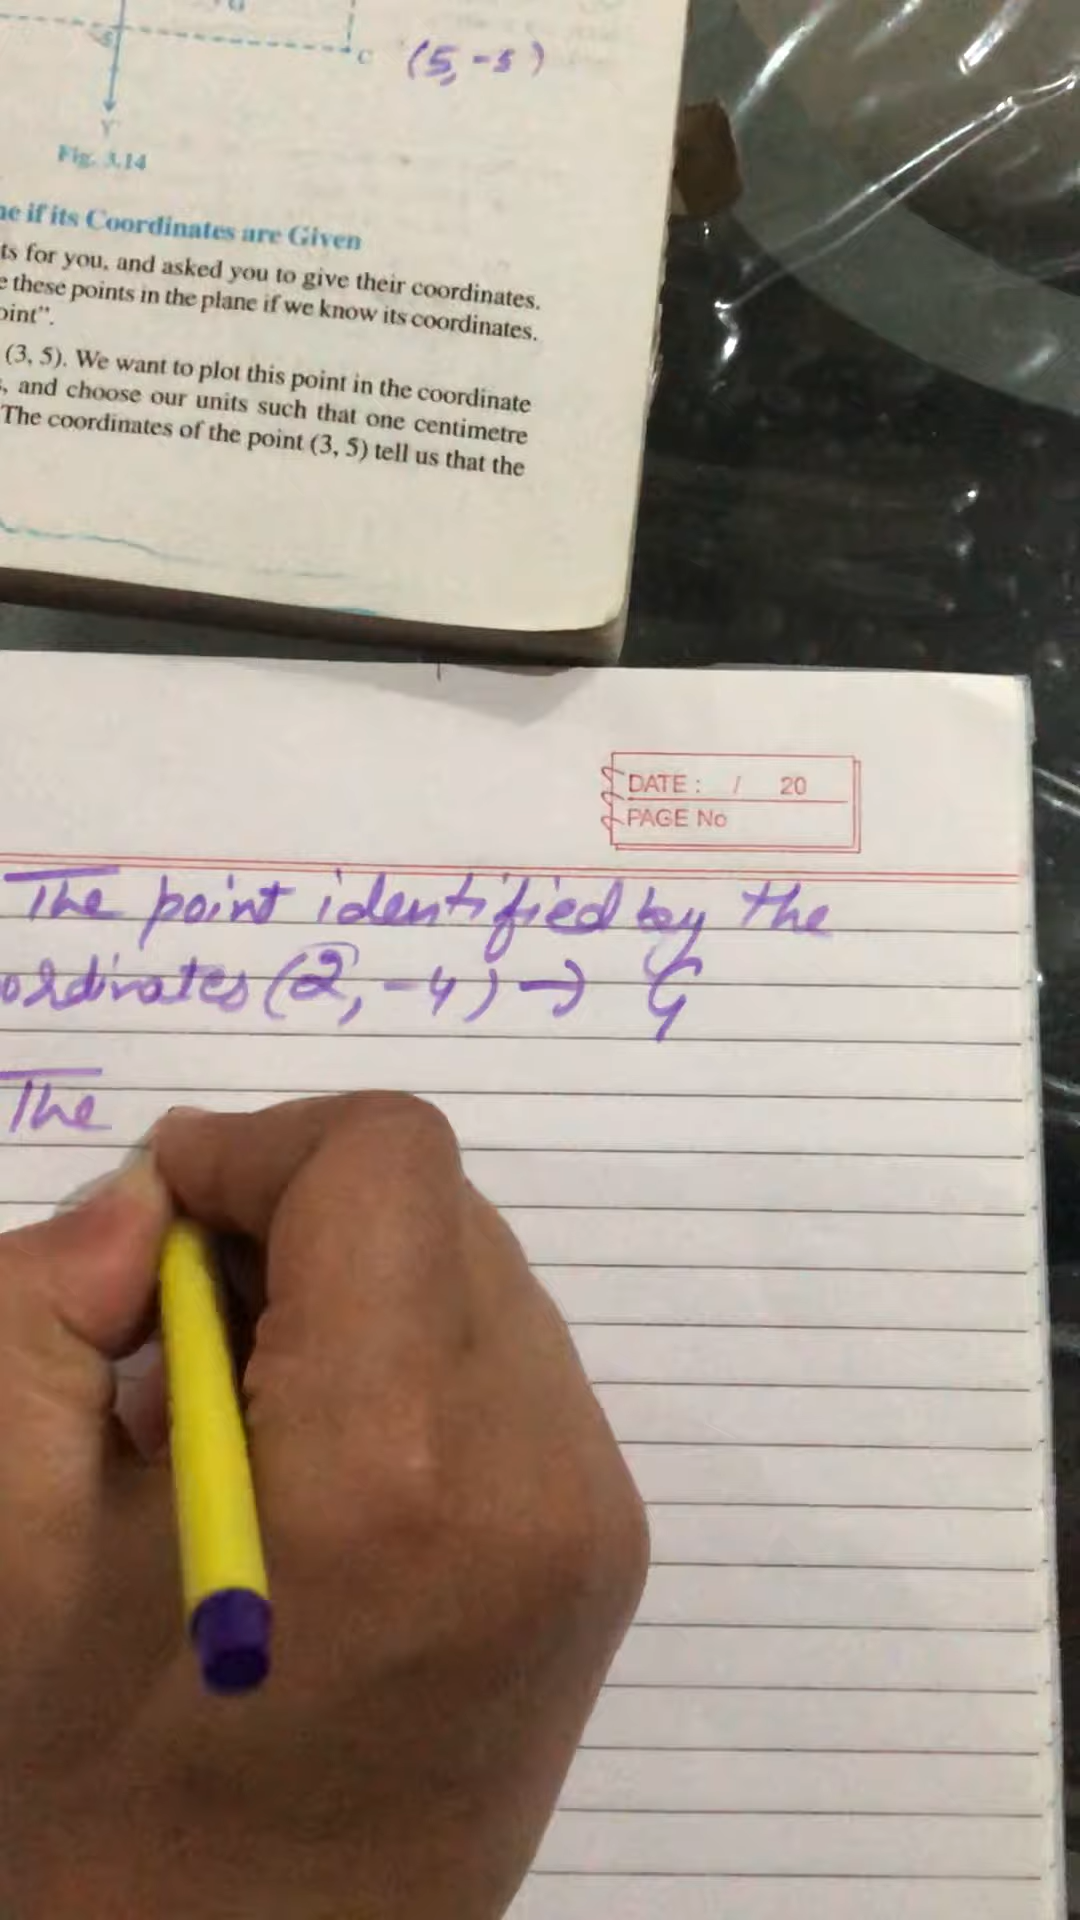 C (5, -5)
Y'
Fig. 3.14
ne if its Coordinates are Given
ts for you, and asked you to give their coordinates.
e these points in the plane if we know its coordinates.
oint".
(3, 5). We want to plot this point in the coordinate
s, and choose our units such that one centimetre
The coordinates of the point (3, 5) tell us that the
DATE : / 20
PAGE No
The point identified by the
ordinates (2, -4) → G
The